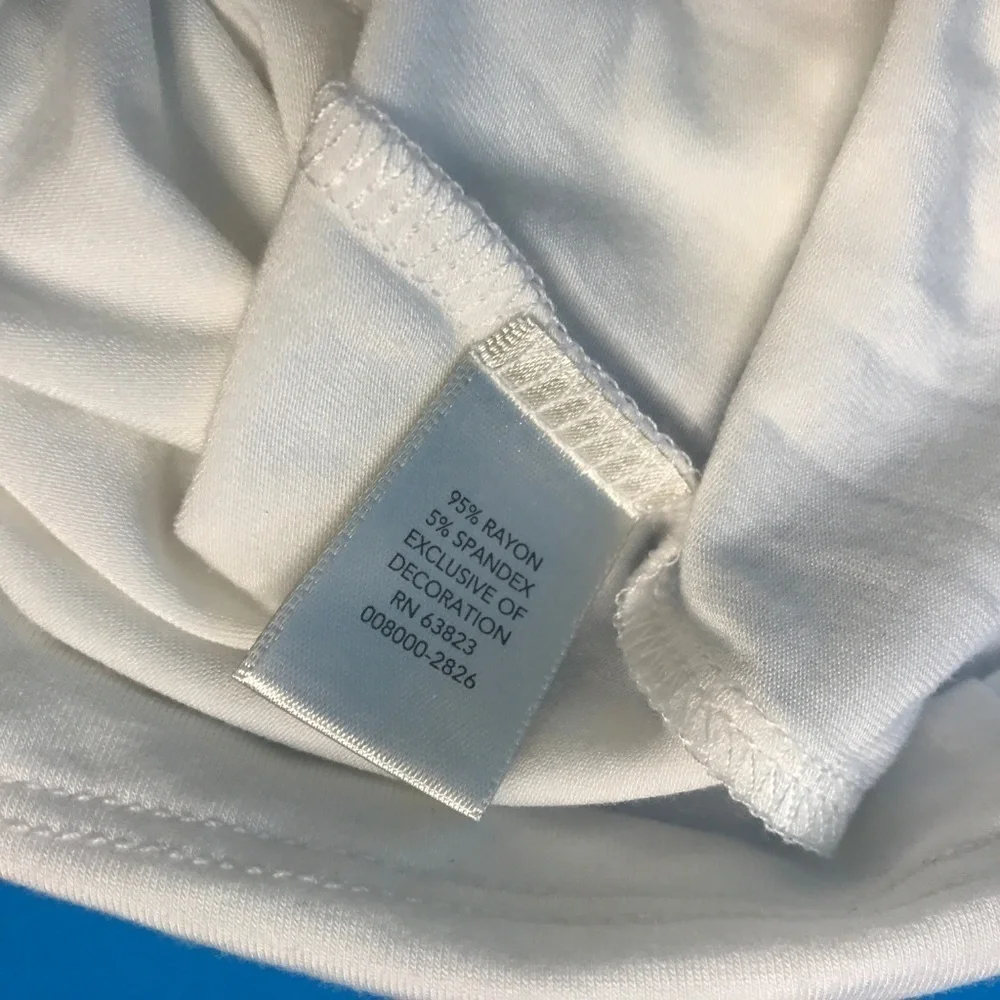 95% RAYON
5% SPANDEX
EXCLUSIVE OF
DECORATION
RN 63823
008000-2826